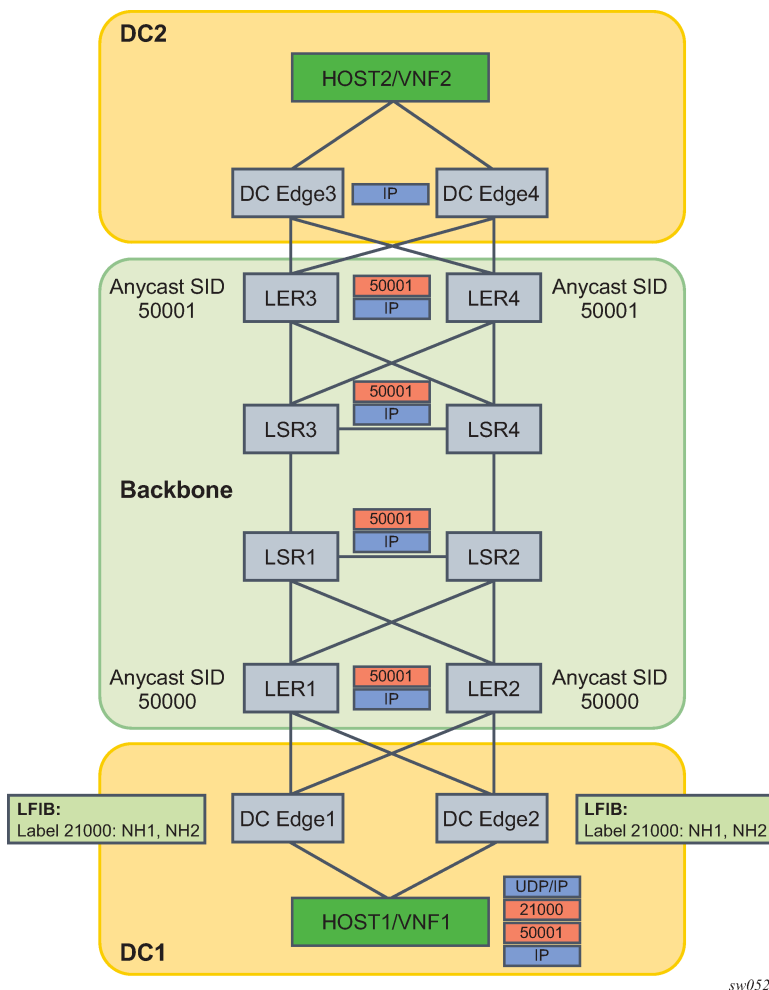 DC2
HOST2/VNF2
DC Edge3
IP
DC Edge4
Anycast SID
50001
LER3
50001
IP
LER4
Anycast SID
50001
50001
IP
LSR3
LSR4
Backbone
50001
IP
LSR1
LSR2
Anycast SID
50000
LER1
50001
IP
LER2
Anycast SID
50000
LFIB:
Label 21000: NH1, NH2
DC Edge1
DC Edge2
LFIB:
Label 21000: NH1, NH2
HOST1/VNF1
UDP/IP
21000
50001
IP
DC1
sw052